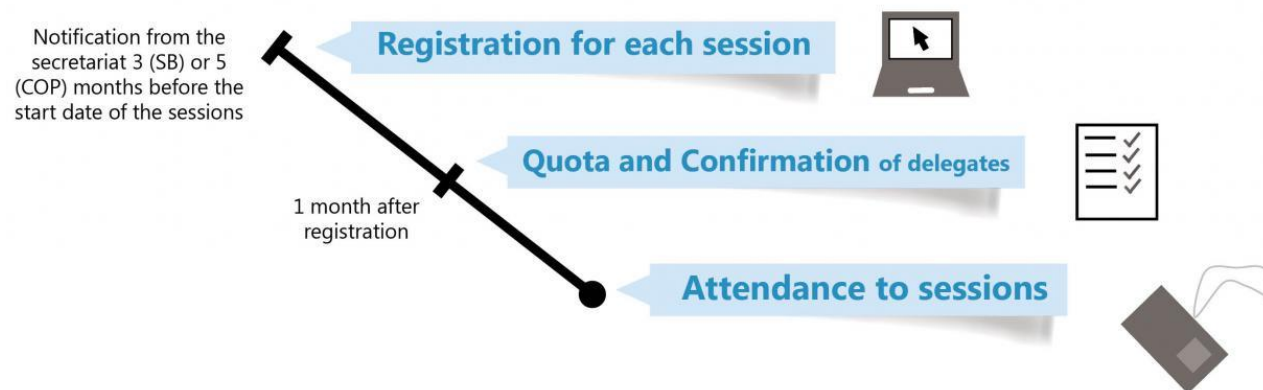 Notification from the
secretariat 3 (SB) or 5
(COP) months before the
start date of the sessions
Registration for each session
Quota and Confirmation of delegates
1 month after
registration
Attendance to sessions